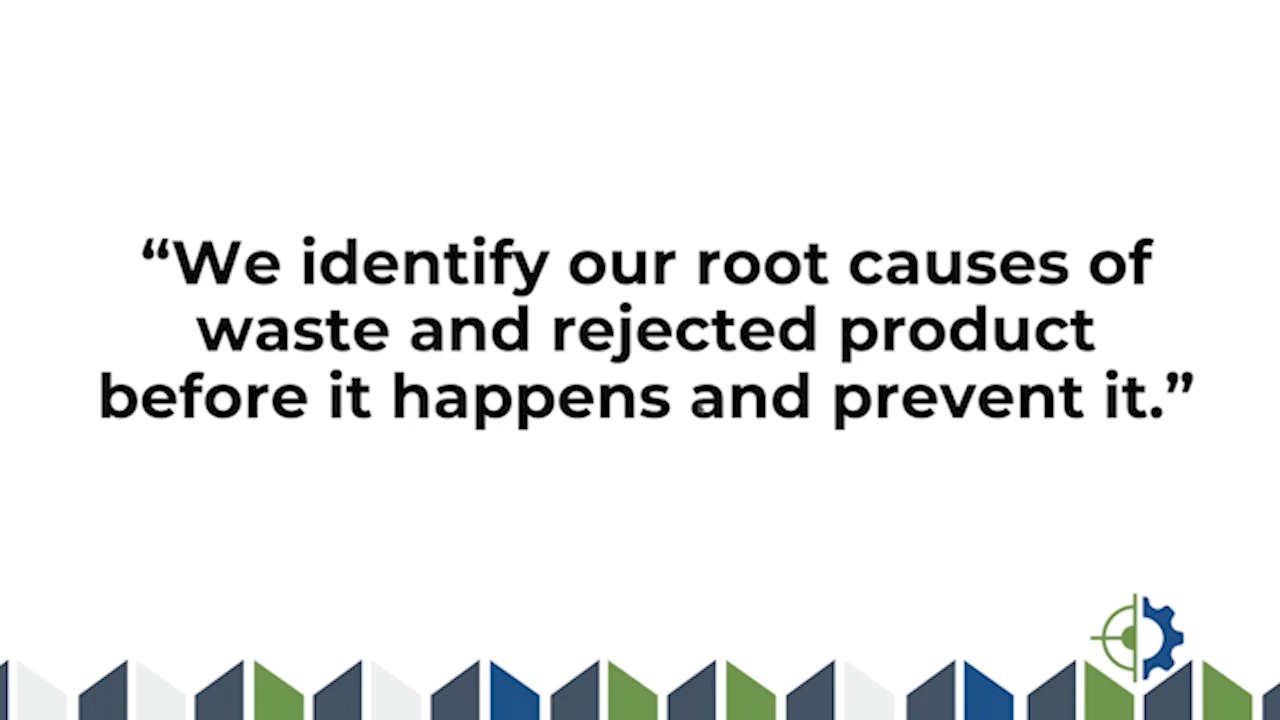 “We identify our root causes of
waste and rejected product
before it happens and prevent it.”